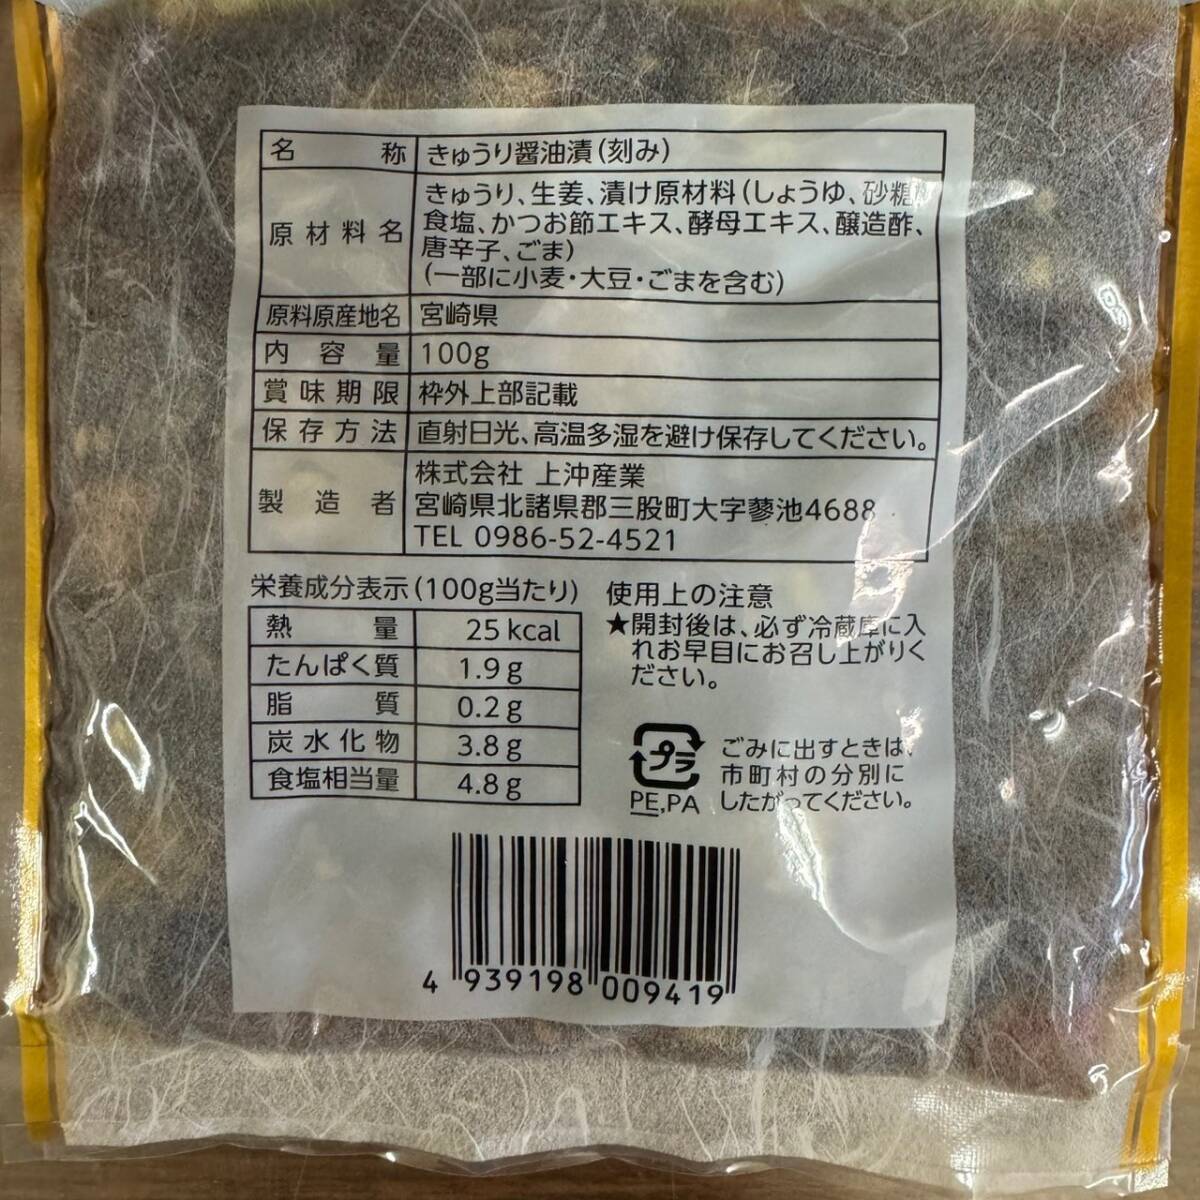 名称 きゅうり醤油漬(刻み)
原材料名 きゅうり、生姜、漬け原材料(しょうゆ、砂糖、
食塩、かつお節エキス、酵母エキス、醸造酢、
唐辛子、ごま)
(一部に小麦・大豆・ごまを含む)
原料原産地名 宮崎県
内容量 100g
賞味期限 枠外上部記載
保存方法 直射日光、高温多湿を避け保存してください。
製造者 株式会社 上沖産業
宮崎県北諸県郡三股町大字蓼池4688
TEL 0986-52-4521
栄養成分表示(100g当たり)
熱量 25kcal
たんぱく質 1.9g
脂質 0.2g
炭水化物 3.8g
食塩相当量 4.8g
使用上の注意
★開封後は、必ず冷蔵庫に入
れお早目にお召し上がりく
ださい。
プラ
PE,PA
ごみに出すときは、
市町村の分別に
したがってください。
4 939198 009419